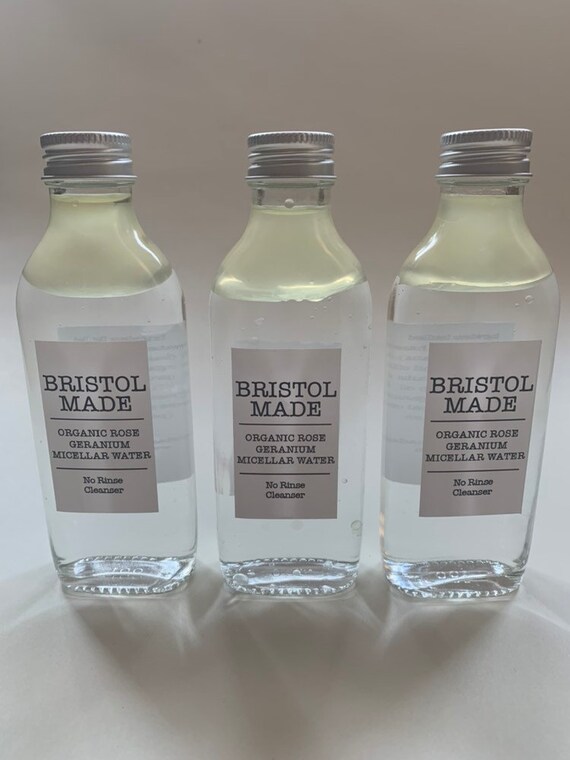 BRISTOL
MADE
ORGANIC ROSE
GERANIUM
MICELLAR WATER
No Rinse
Cleanser
BRISTOL
MADE
ORGANIC ROSE
GERANIUM
MICELLAR WATER
No Rinse
Cleanser
BRISTOL
MADE
ORGANIC ROSE
GERANIUM
MICELLAR WATER
No Rinse
Cleanser